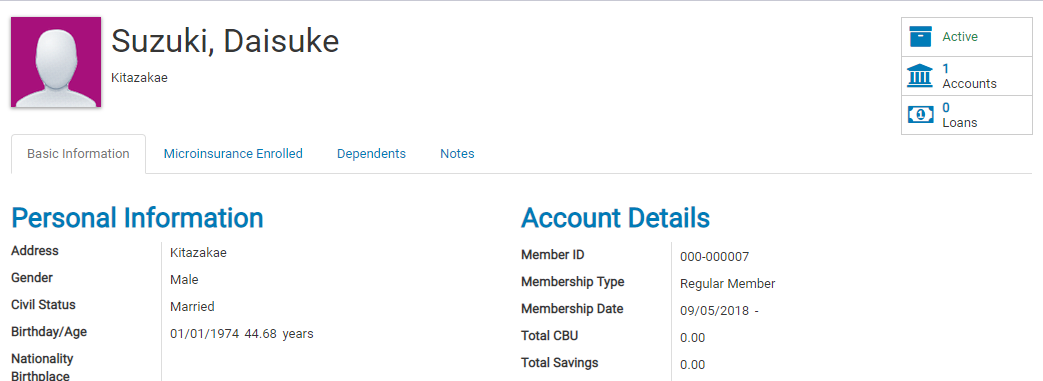 Suzuki, Daisuke
Kitazakae
Active
1
Accounts
0
Loans
Basic Information Microinsurance Enrolled Dependents Notes
Personal Information
Address Kitazakae
Gender Male
Civil Status Married
Birthday/Age 01/01/1974 44.68 years
Nationality
Birthplace
Account Details
Member ID 000-000007
Membership Type Regular Member
Membership Date 09/05/2018 -
Total CBU 0.00
Total Savings 0.00